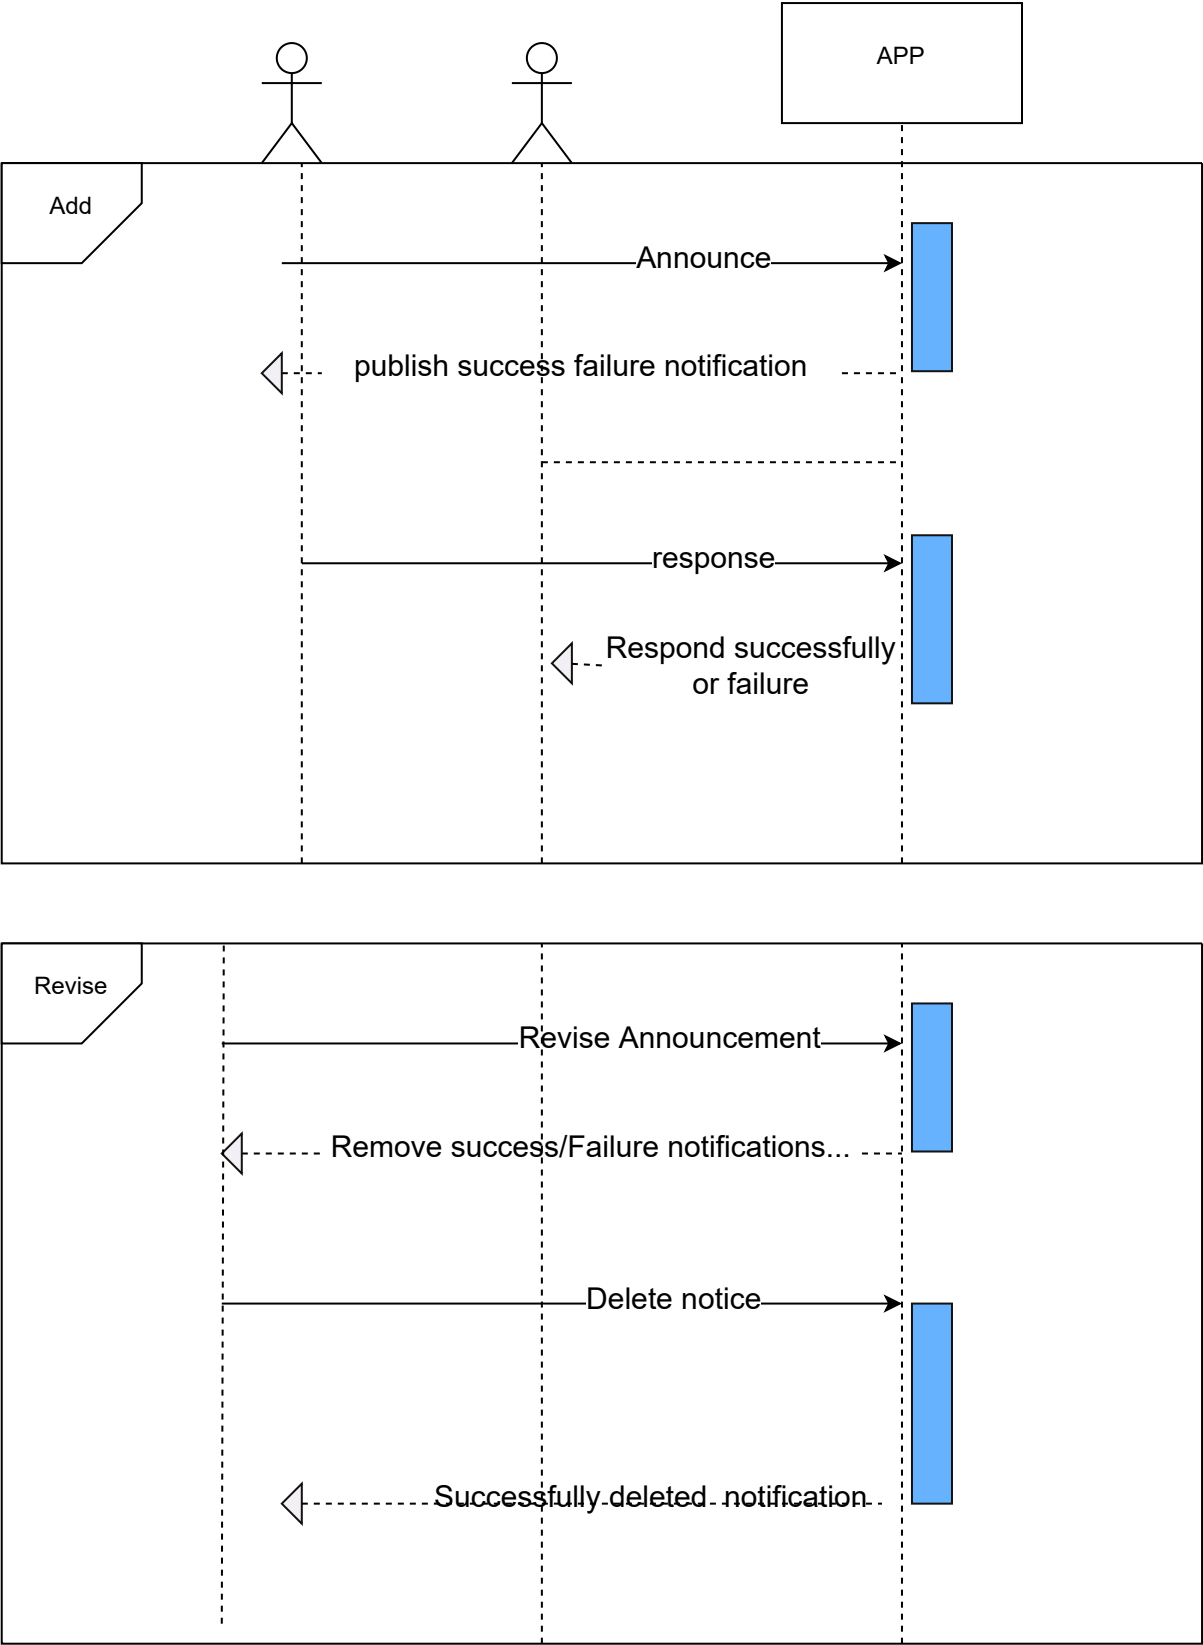 APP
Add
Announce
publish success failure notification
response
Respond successfully
or failure
Revise
Revise Announcement
Remove success/Failure notifications...
Delete notice
Successfully deleted  notification